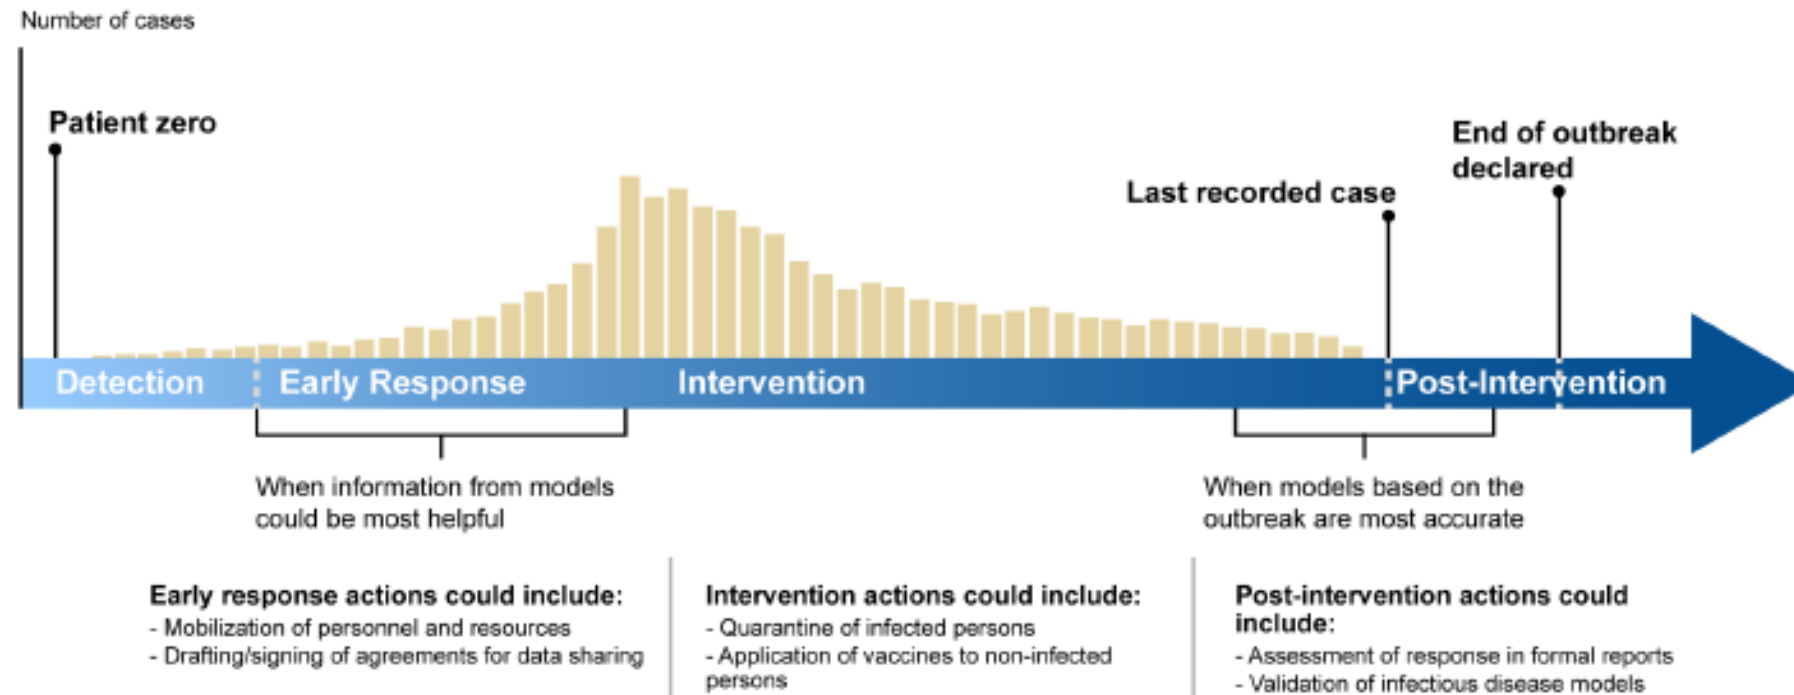 Number of cases
Patient zero
End of outbreak
declared
Last recorded case
Detection
Early Response
Intervention
Post-Intervention
When information from models
could be most helpful
When models based on the
outbreak are most accurate
Early response actions could include:
- Mobilization of personnel and resources
- Drafting/signing of agreements for data sharing
Intervention actions could include:
- Quarantine of infected persons
- Application of vaccines to non-infected
persons
Post-intervention actions could
include:
- Assessment of response in formal reports
- Validation of infectious disease models